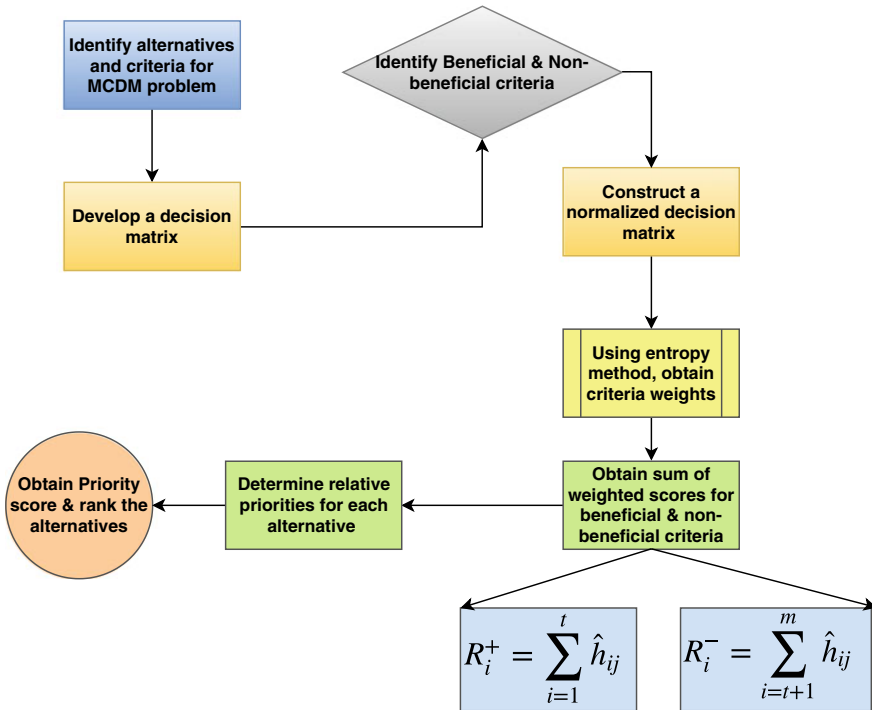 Identify alternatives
and criteria for
MCDM problem
Identify Beneficial & Non-
beneficial criteria
Develop a decision
matrix
Construct a
normalized decision
matrix
Using entropy
method, obtain
criteria weights
Obtain sum of
weighted scores for
beneficial & non-
beneficial criteria
Determine relative
priorities for each
alternative
Obtain Priority
score & rank the
alternatives
$R_i^+ = \sum_{i=1}^{t} \hat{h}_{ij}$
$R_i^- = \sum_{i=t+1}^{m} \hat{h}_{ij}$